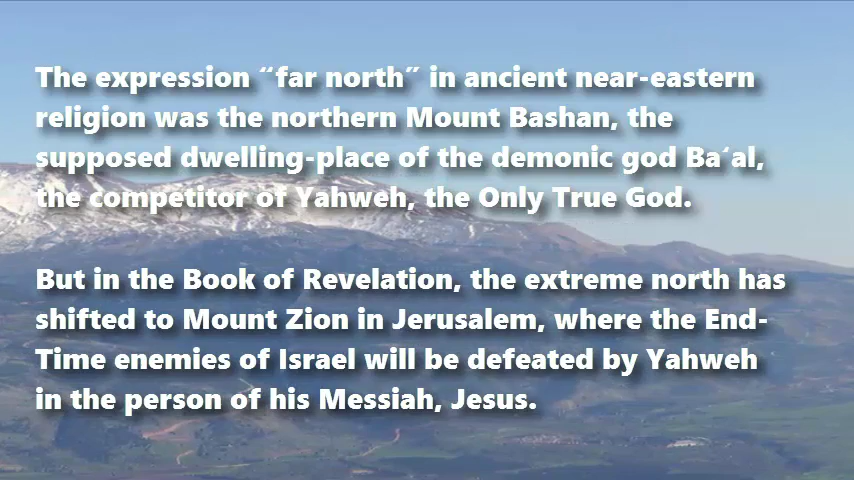 The expression “far north” in ancient near-eastern
religion was the northern Mount Bashan, the
supposed dwelling-place of the demonic god Ba‘al,
the competitor of Yahweh, the Only True God.
But in the Book of Revelation, the extreme north has
shifted to Mount Zion in Jerusalem, where the End-
Time enemies of Israel will be defeated by Yahweh
in the person of his Messiah, Jesus.